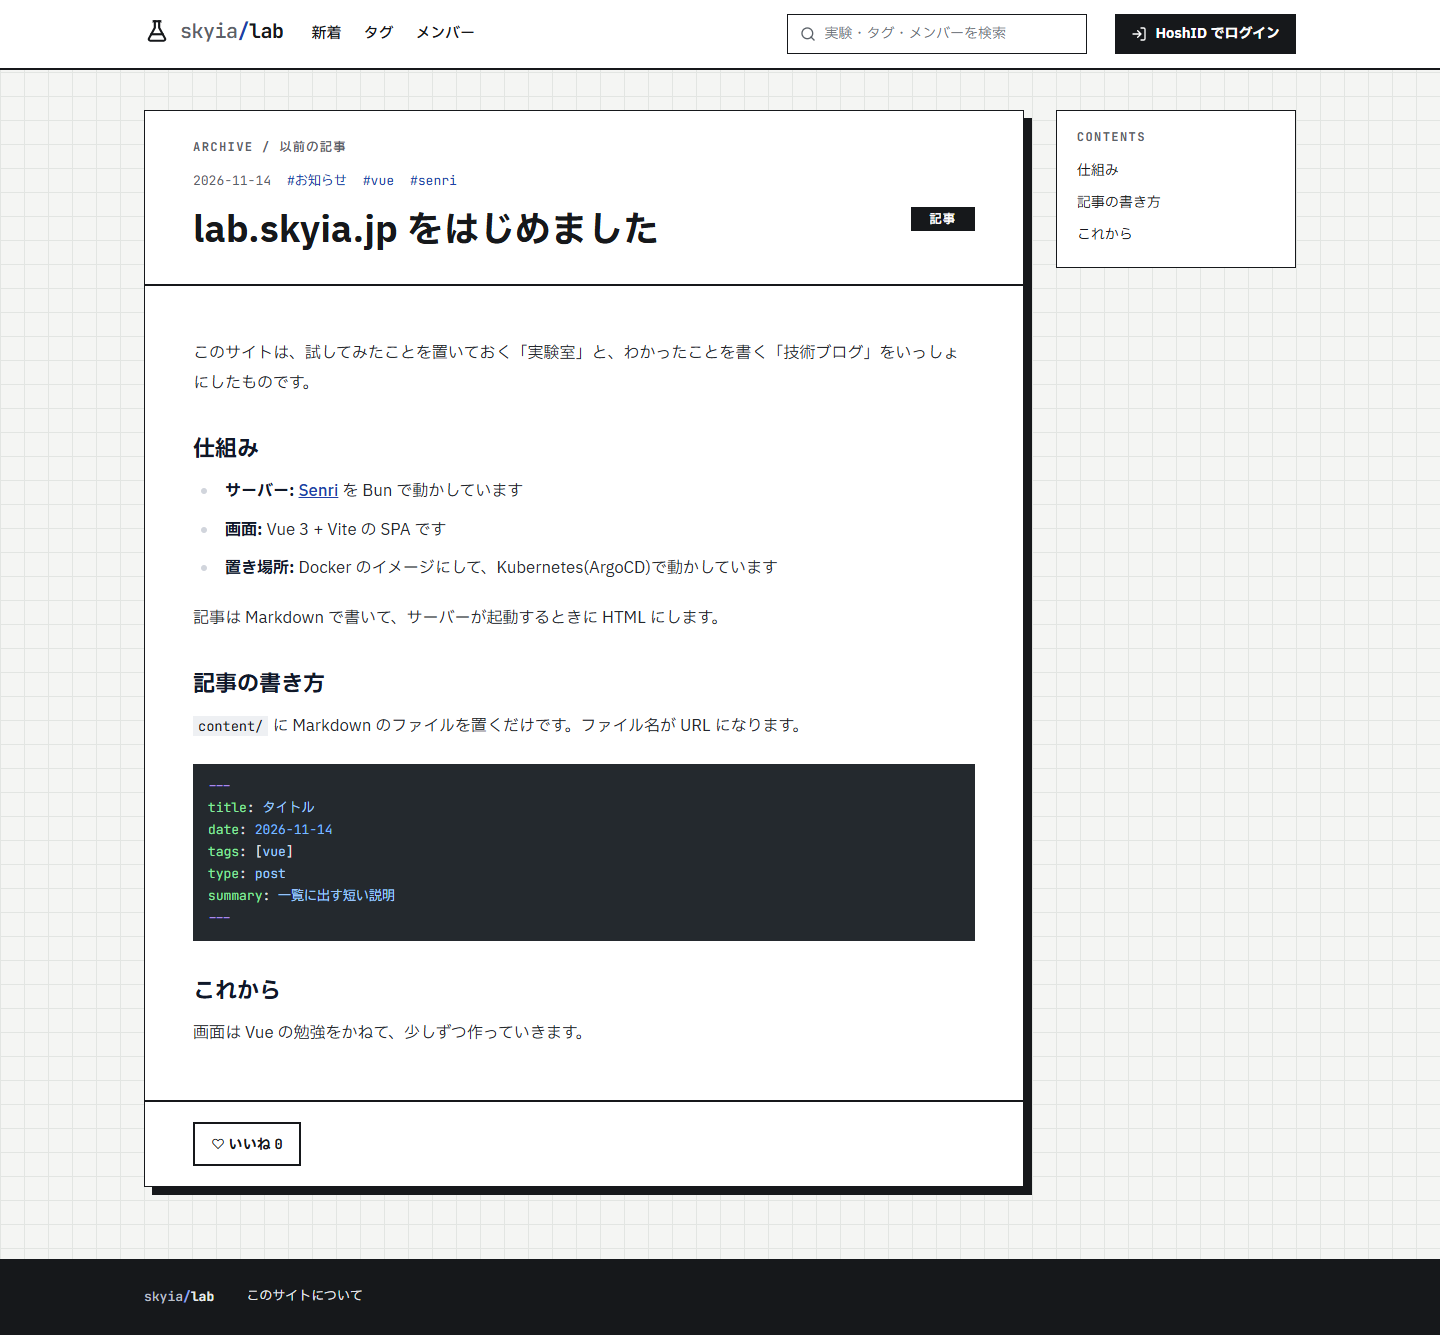 skyia/lab 新着 タグ メンバー 実験・タグ・メンバーを検索 HoshID でログイン
ARCHIVE / 以前の記事
2026-11-14 #お知らせ #vue #senri
lab.skyia.jp をはじめました
記事
このサイトは、試してみたことを置いておく「実験室」と、わかったことを書く「技術ブログ」をいっしょ
にしたものです。
仕組み
サーバー: Senri を Bun で動かしています
画面: Vue 3 + Vite の SPA です
置き場所: Docker のイメージにして、Kubernetes(ArgoCD)で動かしています
記事は Markdown で書いて、サーバーが起動するときに HTML にします。
記事の書き方
content/ に Markdown のファイルを置くだけです。ファイル名が URL になります。
---
title: タイトル
date: 2026-11-14
tags: [vue]
type: post
summary: 一覧に出す短い説明
---
これから
画面は Vue の勉強をかねて、少しずつ作っていきます。
♡ いいね 0
CONTENTS
仕組み
記事の書き方
これから
skyia/lab このサイトについて